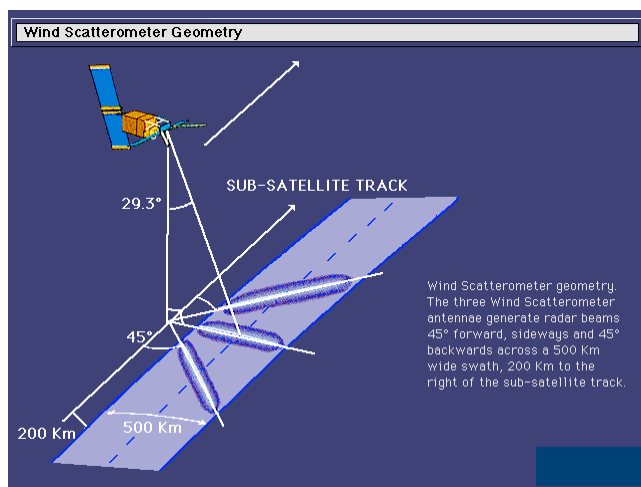 Wind Scatterometer Geometry
SUB-SATELLITE TRACK
29.3°
45°
200 Km
500 Km
Wind Scatterometer geometry.
The three Wind Scatterometer
antennae generate radar beams
45° forward, sideways and 45°
backwards across a 500 Km
wide swath, 200 Km to the
right of the sub-satellite track.